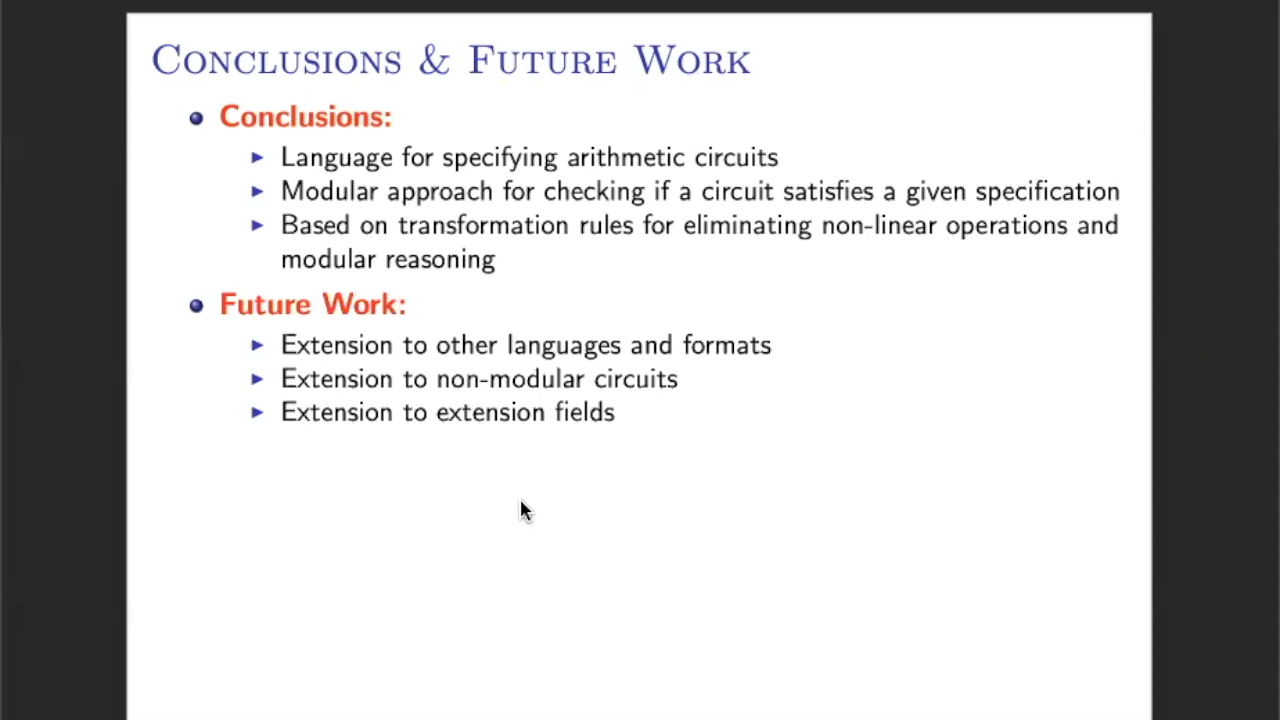 Conclusions & Future Work
Conclusions:
Language for specifying arithmetic circuits
Modular approach for checking if a circuit satisfies a given specification
Based on transformation rules for eliminating non-linear operations and
modular reasoning
Future Work:
Extension to other languages and formats
Extension to non-modular circuits
Extension to extension fields